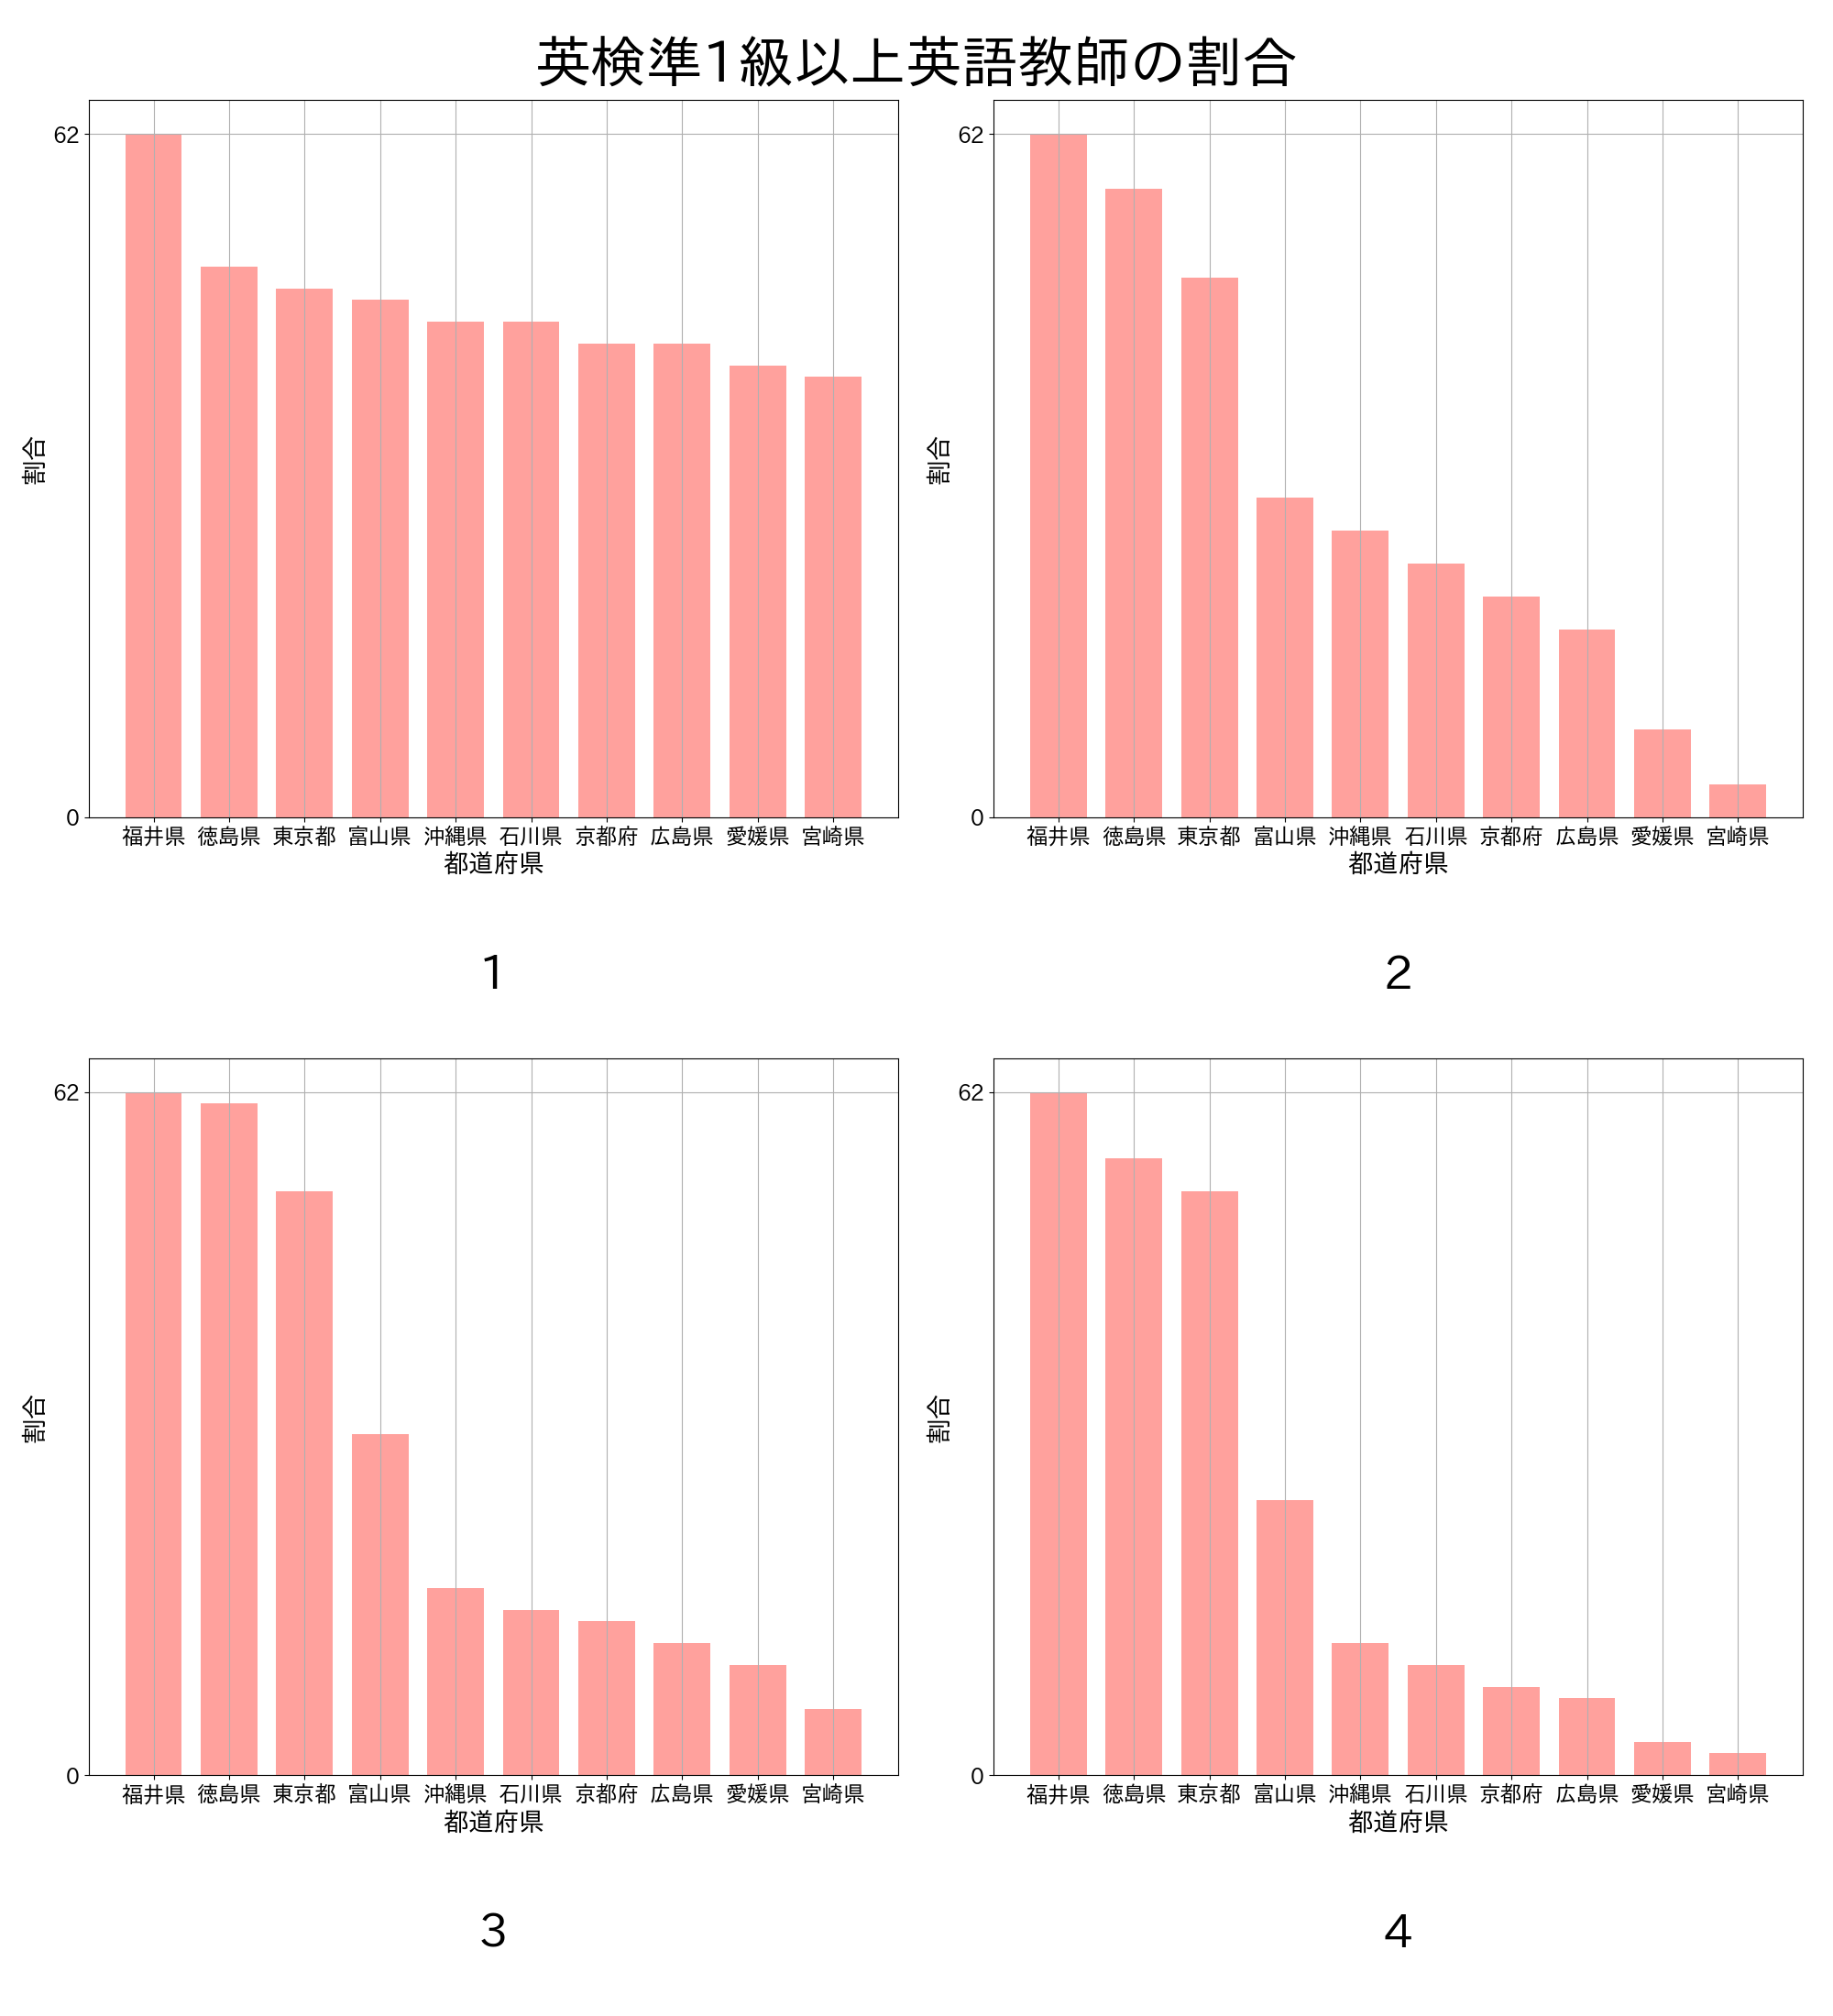 英検準1級以上英語教師の割合
62
0
割合
福井県 徳島県 東京都 富山県 沖縄県 石川県 京都府 広島県 愛媛県 宮崎県
都道府県
1
62
0
割合
福井県 徳島県 東京都 富山県 沖縄県 石川県 京都府 広島県 愛媛県 宮崎県
都道府県
2
62
0
割合
福井県 徳島県 東京都 富山県 沖縄県 石川県 京都府 広島県 愛媛県 宮崎県
都道府県
3
62
0
割合
福井県 徳島県 東京都 富山県 沖縄県 石川県 京都府 広島県 愛媛県 宮崎県
都道府県
4